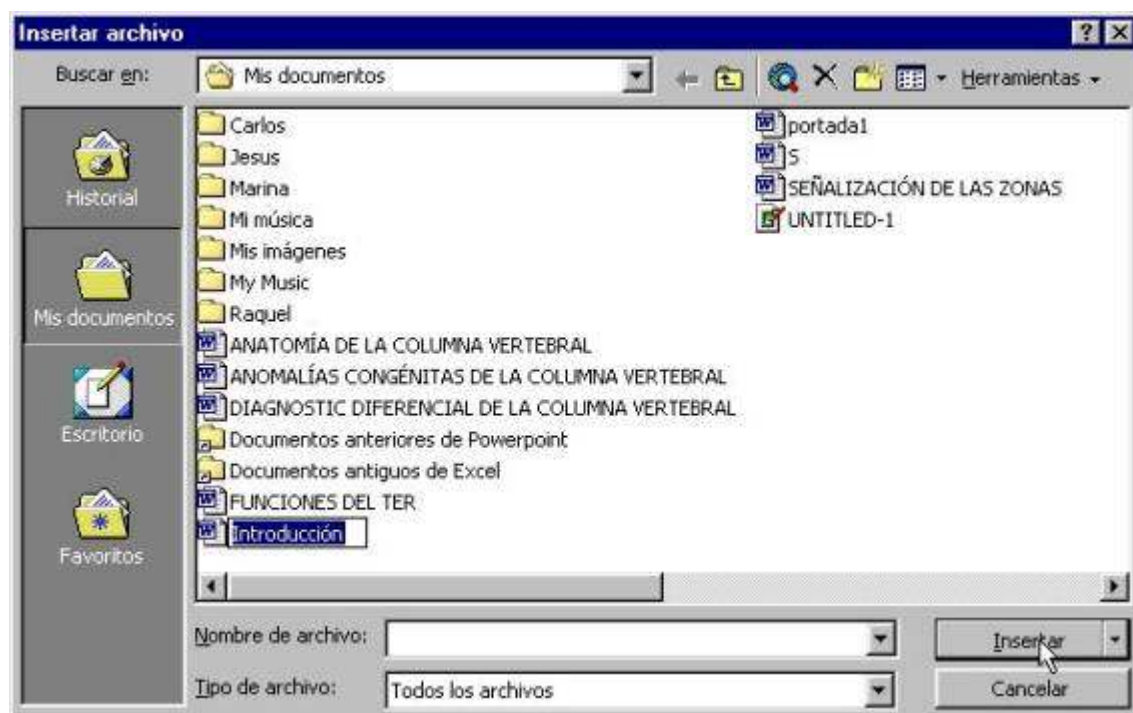 Insertar archivo
Buscar en:
Mis documentos
Herramientas
Historial
Mis documentos
Escritorio
Favoritos
Carlos
Jesus
Marina
Mi música
Mis imágenes
My Music
Raquel
ANATOMÍA DE LA COLUMNA VERTEBRAL
ANOMALÍAS CONGÉNITAS DE LA COLUMNA VERTEBRAL
DIAGNOSTIC DIFERENCIAL DE LA COLUMNA VERTEBRAL
Documentos anteriores de Powerpoint
Documentos antiguos de Excel
FUNCIONES DEL TER
Introducción
portada1
S
SEÑALIZACIÓN DE LAS ZONAS
UNTITLED-1
Nombre de archivo:
Insertar
Tipo de archivo:
Todos los archivos
Cancelar